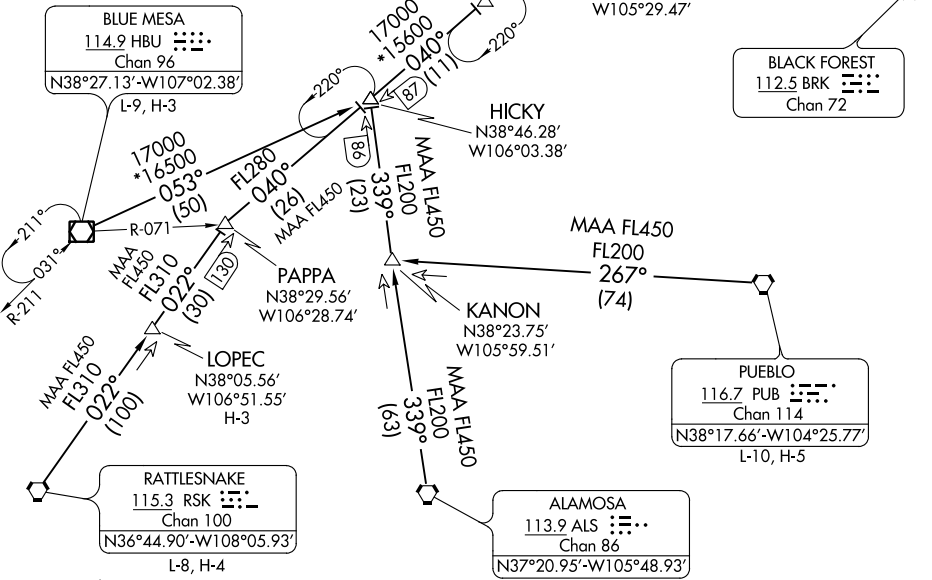 BLUE MESA
114.9 HBU
Chan 96
N38°27.13'-W107°02.38'
L-9, H-3
17000
*15600
040°
(11)
220°
W105°29.47'
BLACK FOREST
112.5 BRK
Chan 72
220°
87
HICKY
N38°46.28'
W106°03.38'
17000
*16500
053°
(50)
FL280
040°
(26)
MAA FL450
86
MAA FL450
FL200
339°
(23)
211°
031°
R-211
R-071
MAA
FL450
FL310
022°
(30)
130
PAPPA
N38°29.56'
W106°28.74'
MAA FL450
FL200
267°
(74)
KANON
N38°23.75'
W105°59.51'
LOPEC
N38°05.56'
W106°51.55'
H-3
MAA FL450
FL310
022°
(100)
MAA FL450
FL200
339°
(63)
PUEBLO
116.7 PUB
Chan 114
N38°17.66'-W104°25.77'
L-10, H-5
RATTLESNAKE
115.3 RSK
Chan 100
N36°44.90'-W108°05.93'
L-8, H-4
ALAMOSA
113.9 ALS
Chan 86
N37°20.95'-W105°48.93'